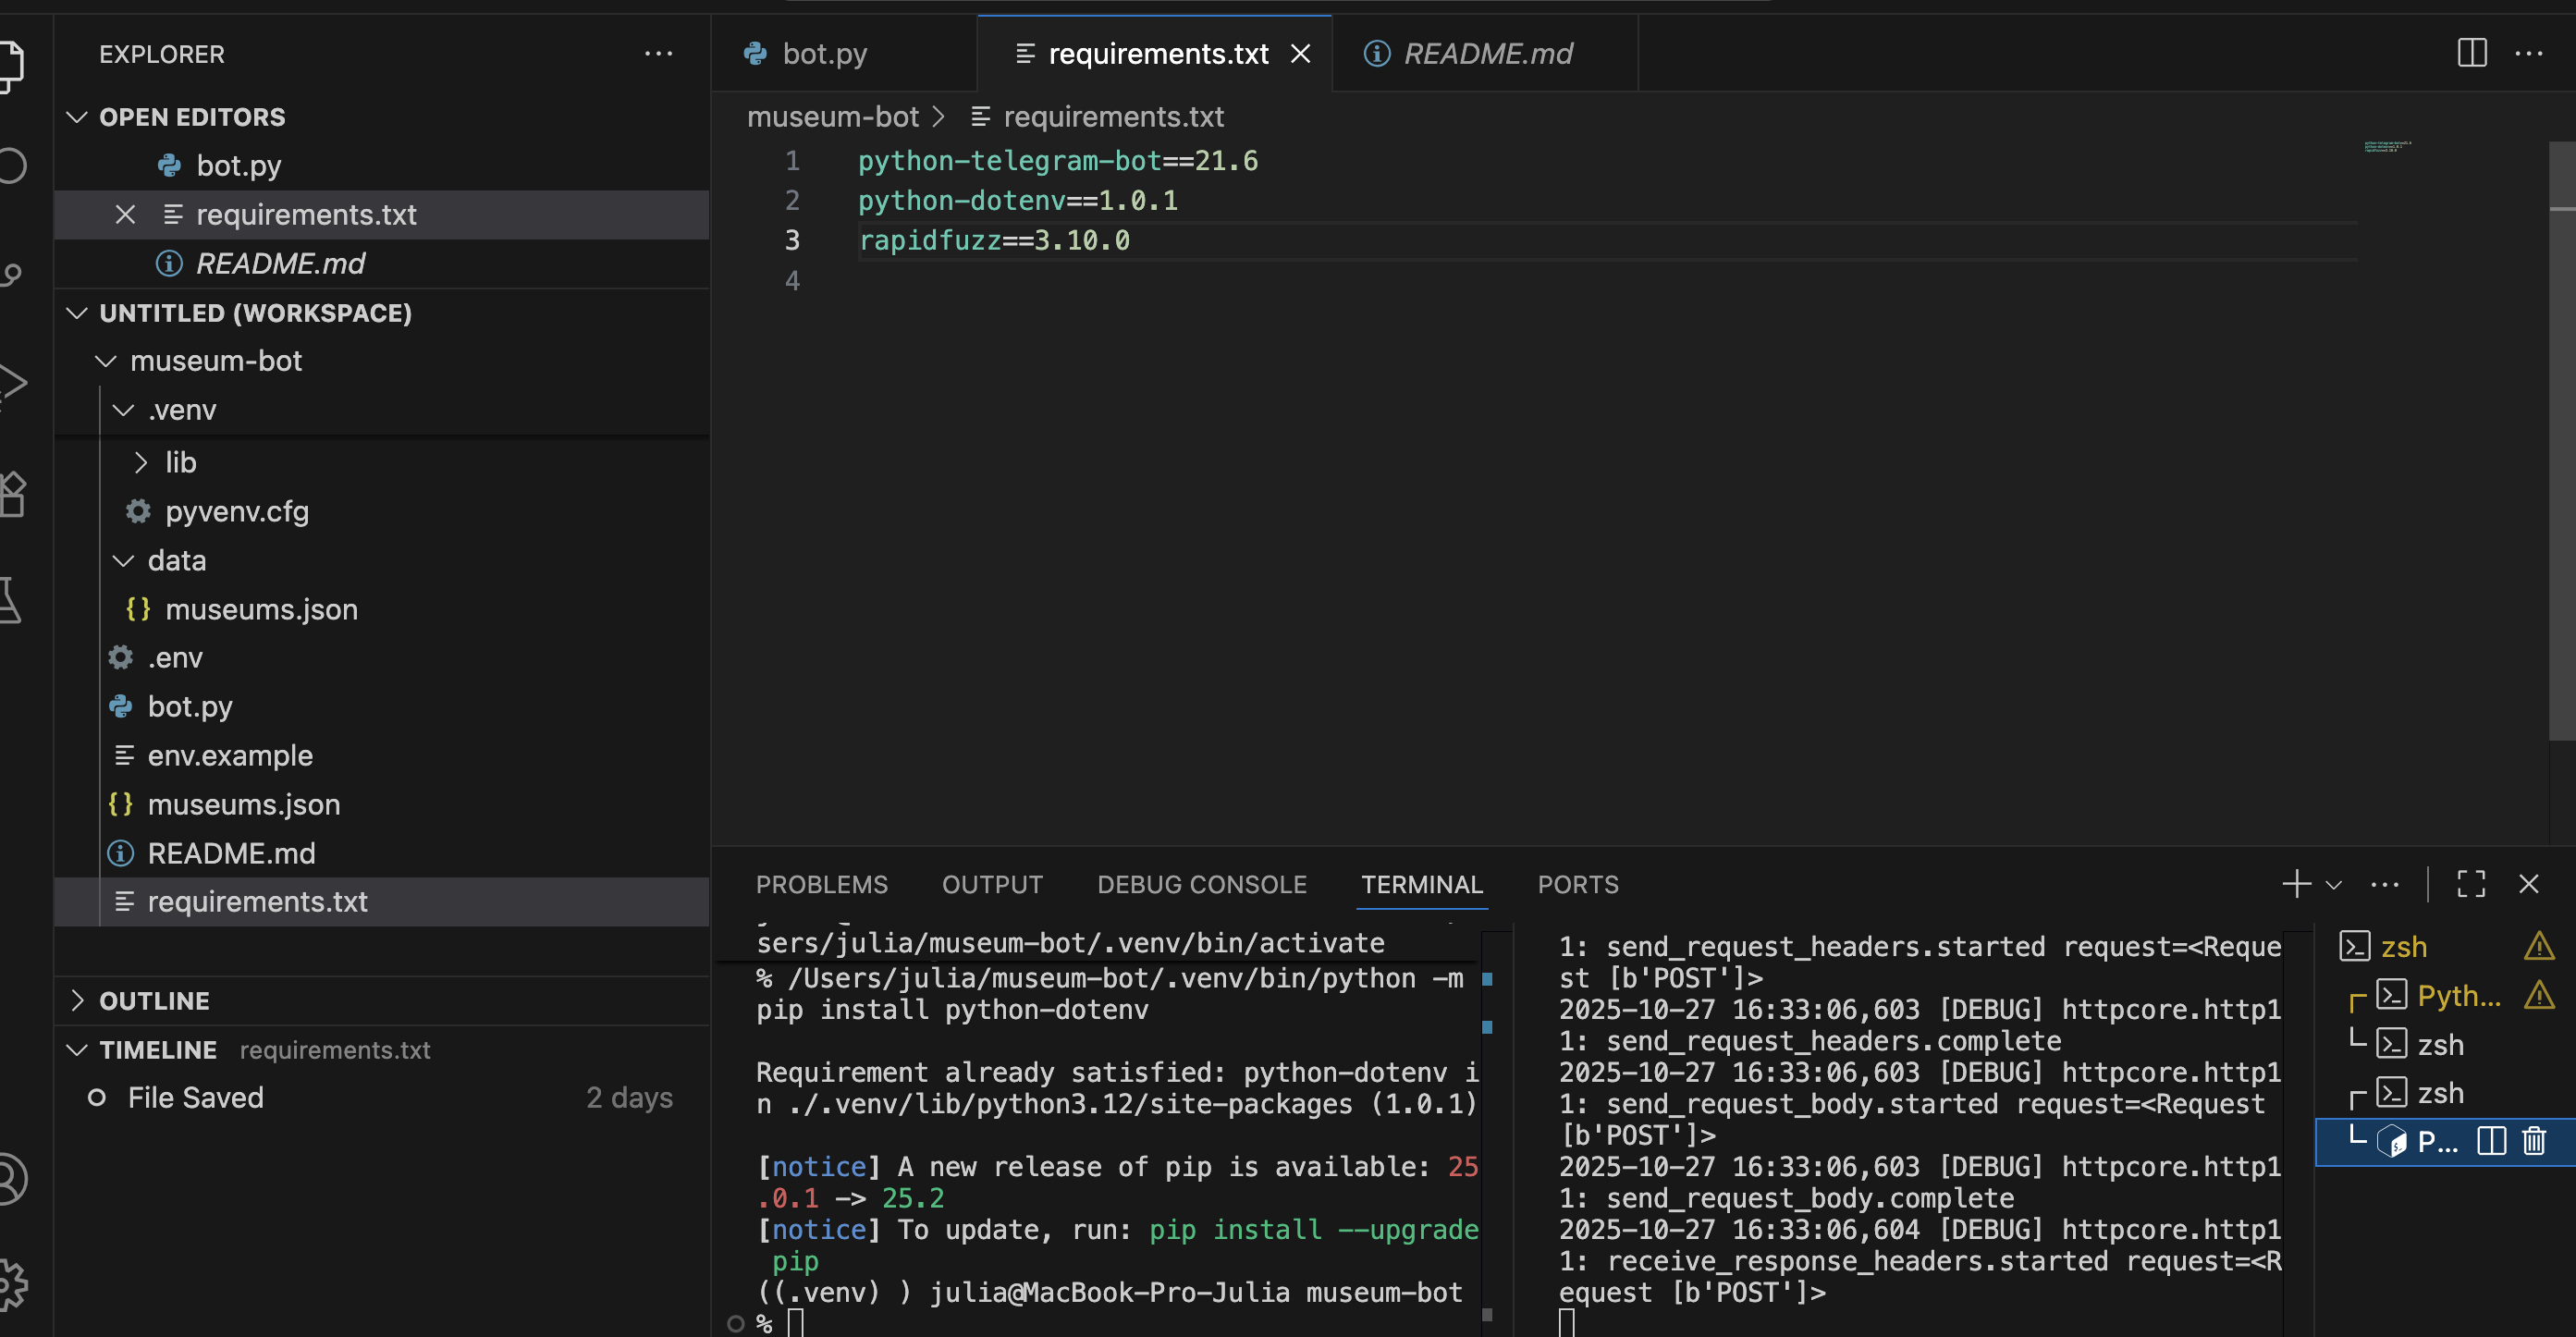 EXPLORER
OPEN EDITORS
bot.py
requirements.txt
README.md
UNTITLED (WORKSPACE)
museum-bot
.venv
lib
pyvenv.cfg
data
{} museums.json
.env
bot.py
env.example
{} museums.json
README.md
requirements.txt
OUTLINE
TIMELINE requirements.txt
File Saved 2 days
bot.py
requirements.txt
README.md
museum-bot > requirements.txt
1 python-telegram-bot==21.6
2 python-dotenv==1.0.1
3 rapidfuzz==3.10.0
4
PROBLEMS OUTPUT DEBUG CONSOLE TERMINAL PORTS
sers/julia/museum-bot/.venv/bin/activate
% /Users/julia/museum-bot/.venv/bin/python -m
pip install python-dotenv
Requirement already satisfied: python-dotenv i
n ./.venv/lib/python3.12/site-packages (1.0.1)
[notice] A new release of pip is available: 25
.0.1 -> 25.2
[notice] To update, run: pip install --upgrade
pip
((.venv) ) julia@MacBook-Pro-Julia museum-bot
%
1: send_request_headers.started request=<Reque
st [b'POST']>
2025-10-27 16:33:06,603 [DEBUG] httpcore.http1
1: send_request_headers.complete
2025-10-27 16:33:06,603 [DEBUG] httpcore.http1
1: send_request_body.started request=<Request
[b'POST']>
2025-10-27 16:33:06,603 [DEBUG] httpcore.http1
1: send_request_body.complete
2025-10-27 16:33:06,604 [DEBUG] httpcore.http1
1: receive_response_headers.started request=<R
equest [b'POST']>
zsh
Pyth...
zsh
zsh
P...